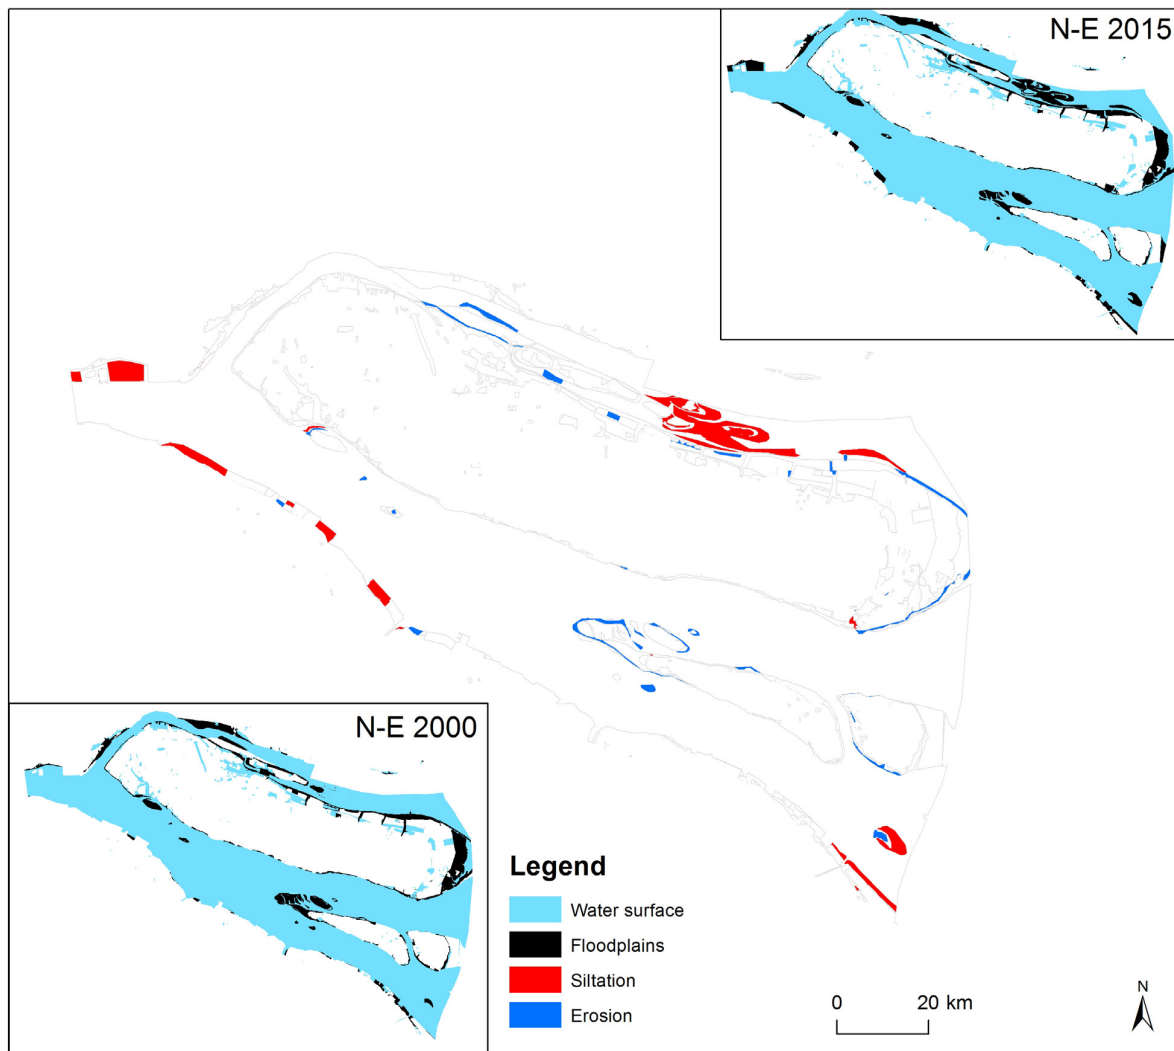 N-E 2015
N-E 2000
Legend
Water surface
Floodplains
Siltation
Erosion
0 20 km
N